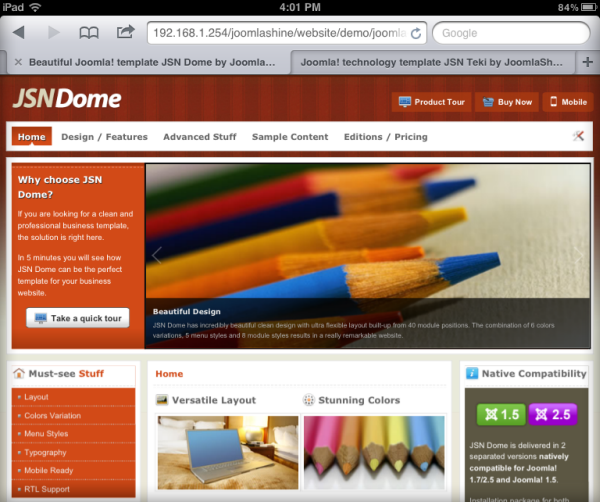 iPad 4:01 PM 84%
192.168.1.254/joomlashine/website/demo/joomla Google
Beautiful Joomla! template JSN Dome by Joomla... Joomla! technology template JSN Teki by JoomlaSh...
JSN Dome
Product Tour Buy Now Mobile
Home Design / Features Advanced Stuff Sample Content Editions / Pricing
Why choose JSN
Dome?
If you are looking for a clean and
professional business template,
the solution is right here.
In 5 minutes you will see how
JSN Dome can be the perfect
template for your business
website.
Take a quick tour
Beautiful Design
JSN Dome has incredibly beautiful clean design with ultra flexible layout built-up from 40 module positions. The combination of 6 colors
variations, 5 menu styles and 8 module styles results in a really remarkable website.
Must-see Stuff
Layout
Colors Variation
Menu Styles
Typography
Mobile Ready
RTL Support
Home
Versatile Layout Stunning Colors
Native Compatibility
1.5 2.5
JSN Dome is delivered in 2
separated versions natively
compatible for Joomla!
1.7/2.5 and Joomla! 1.5.
Installation package for both